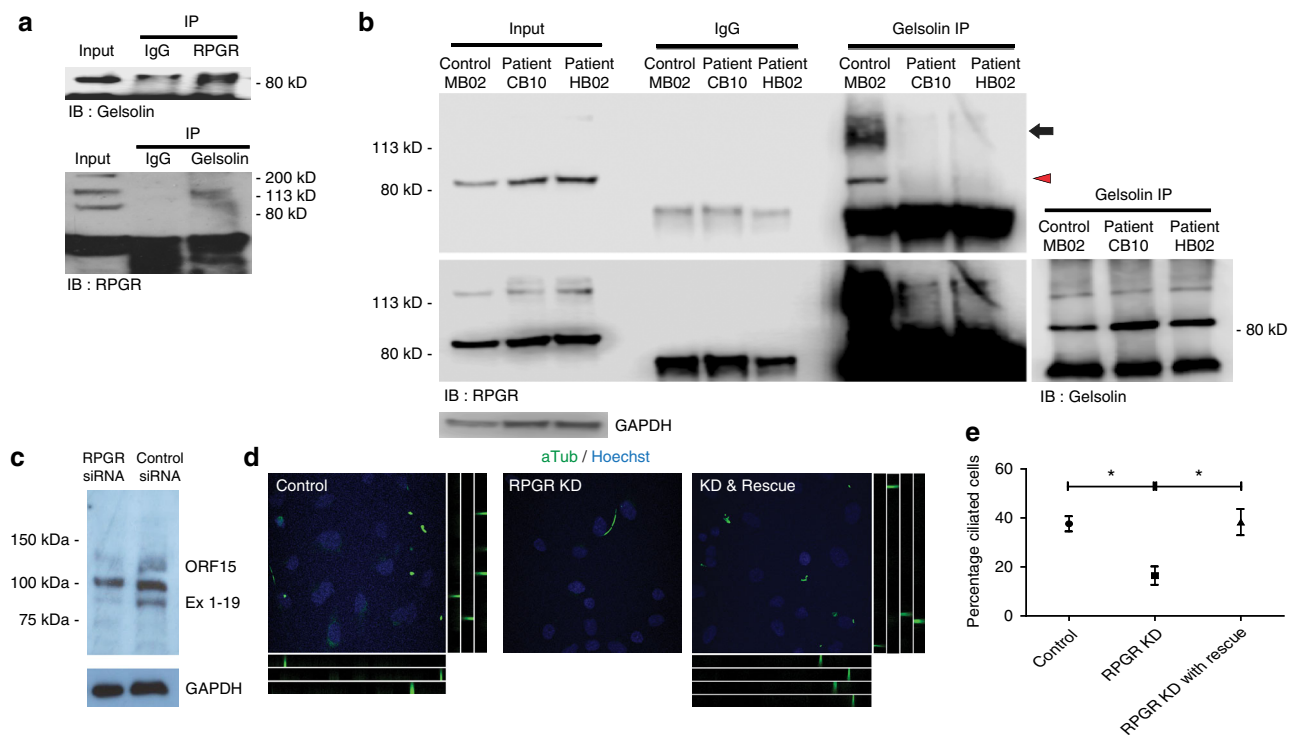 a
IP
Input IgG RPGR
- 80 kD
IB : Gelsolin
IP
Input IgG Gelsolin
- 200 kD
- 113 kD
- 80 kD
IB : RPGR
b
Input IgG Gelsolin IP
Control Patient Patient Patient Patient Patient Control Patient Patient
MB02 CB10 HB02 MB02 CB10 HB02 MB02 CB10 HB02
113 kD -
80 kD -
113 kD -
80 kD -
IB : RPGR
GAPDH
Gelsolin IP
Control Patient Patient
MB02 CB10 HB02
- 80 kD
IB : Gelsolin
c
RPGR Control
siRNA siRNA
150 kDa -
100 kDa -
75 kDa -
ORF15
Ex 1-19
GAPDH
d
aTub / Hoechst
Control
RPGR KD
KD & Rescue
e
Percentage ciliated cells
60
40
20
0
* *
Control
RPGR KD
RPGR KD with rescue